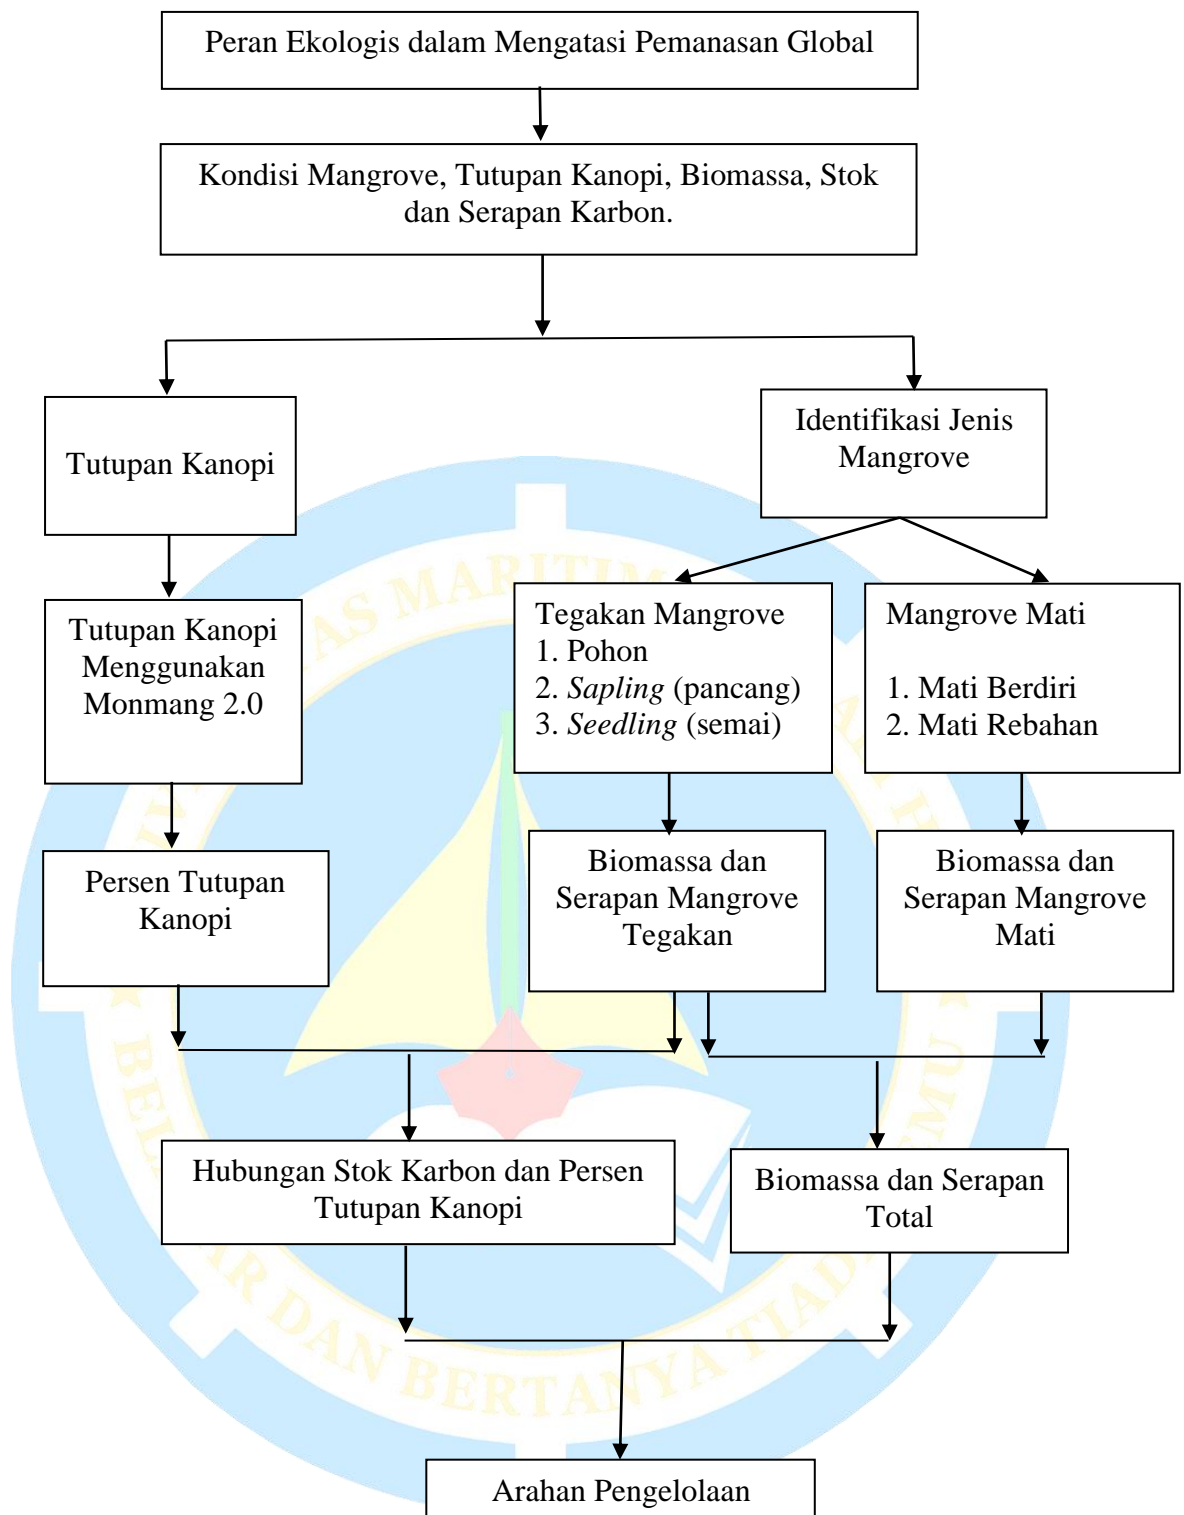 Peran Ekologis dalam Mengatasi Pemanasan Global
Kondisi Mangrove, Tutupan Kanopi, Biomassa, Stok
dan Serapan Karbon.
Tutupan Kanopi
Identifikasi Jenis
Mangrove
Tutupan Kanopi
Menggunakan
Monmang 2.0
Tegakan Mangrove
1. Pohon
2. Sapling (pancang)
3. Seedling (semai)
Mangrove Mati
1. Mati Berdiri
2. Mati Rebahan
Persen Tutupan
Kanopi
Biomassa dan
Serapan Mangrove
Tegakan
Biomassa dan
Serapan Mangrove
Mati
Hubungan Stok Karbon dan Persen
Tutupan Kanopi
Biomassa dan Serapan
Total
Arahan Pengelolaan
MARITIM
DAN BERTANYA